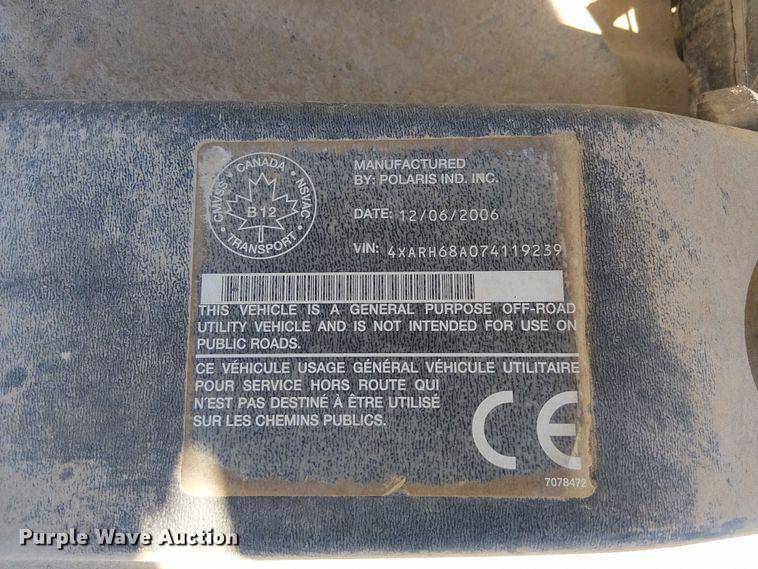 CANADA
CMVSS
NSVAC
B 12
TRANSPORT
MANUFACTURED
BY: POLARIS IND. INC.
DATE: 12/06/2006
VIN: 4XARH68A074119239
THIS VEHICLE IS A GENERAL PURPOSE OFF-ROAD
UTILITY VEHICLE AND IS NOT INTENDED FOR USE ON
PUBLIC ROADS.
CE VÉHICULE USAGE GÉNÉRAL VÉHICULE UTILITAIRE
POUR SERVICE HORS ROUTE QUI
N'EST PAS DESTINÉ À ÊTRE UTILISÉ
SUR LES CHEMINS PUBLICS.
CE
7078472
Purple Wave Auction